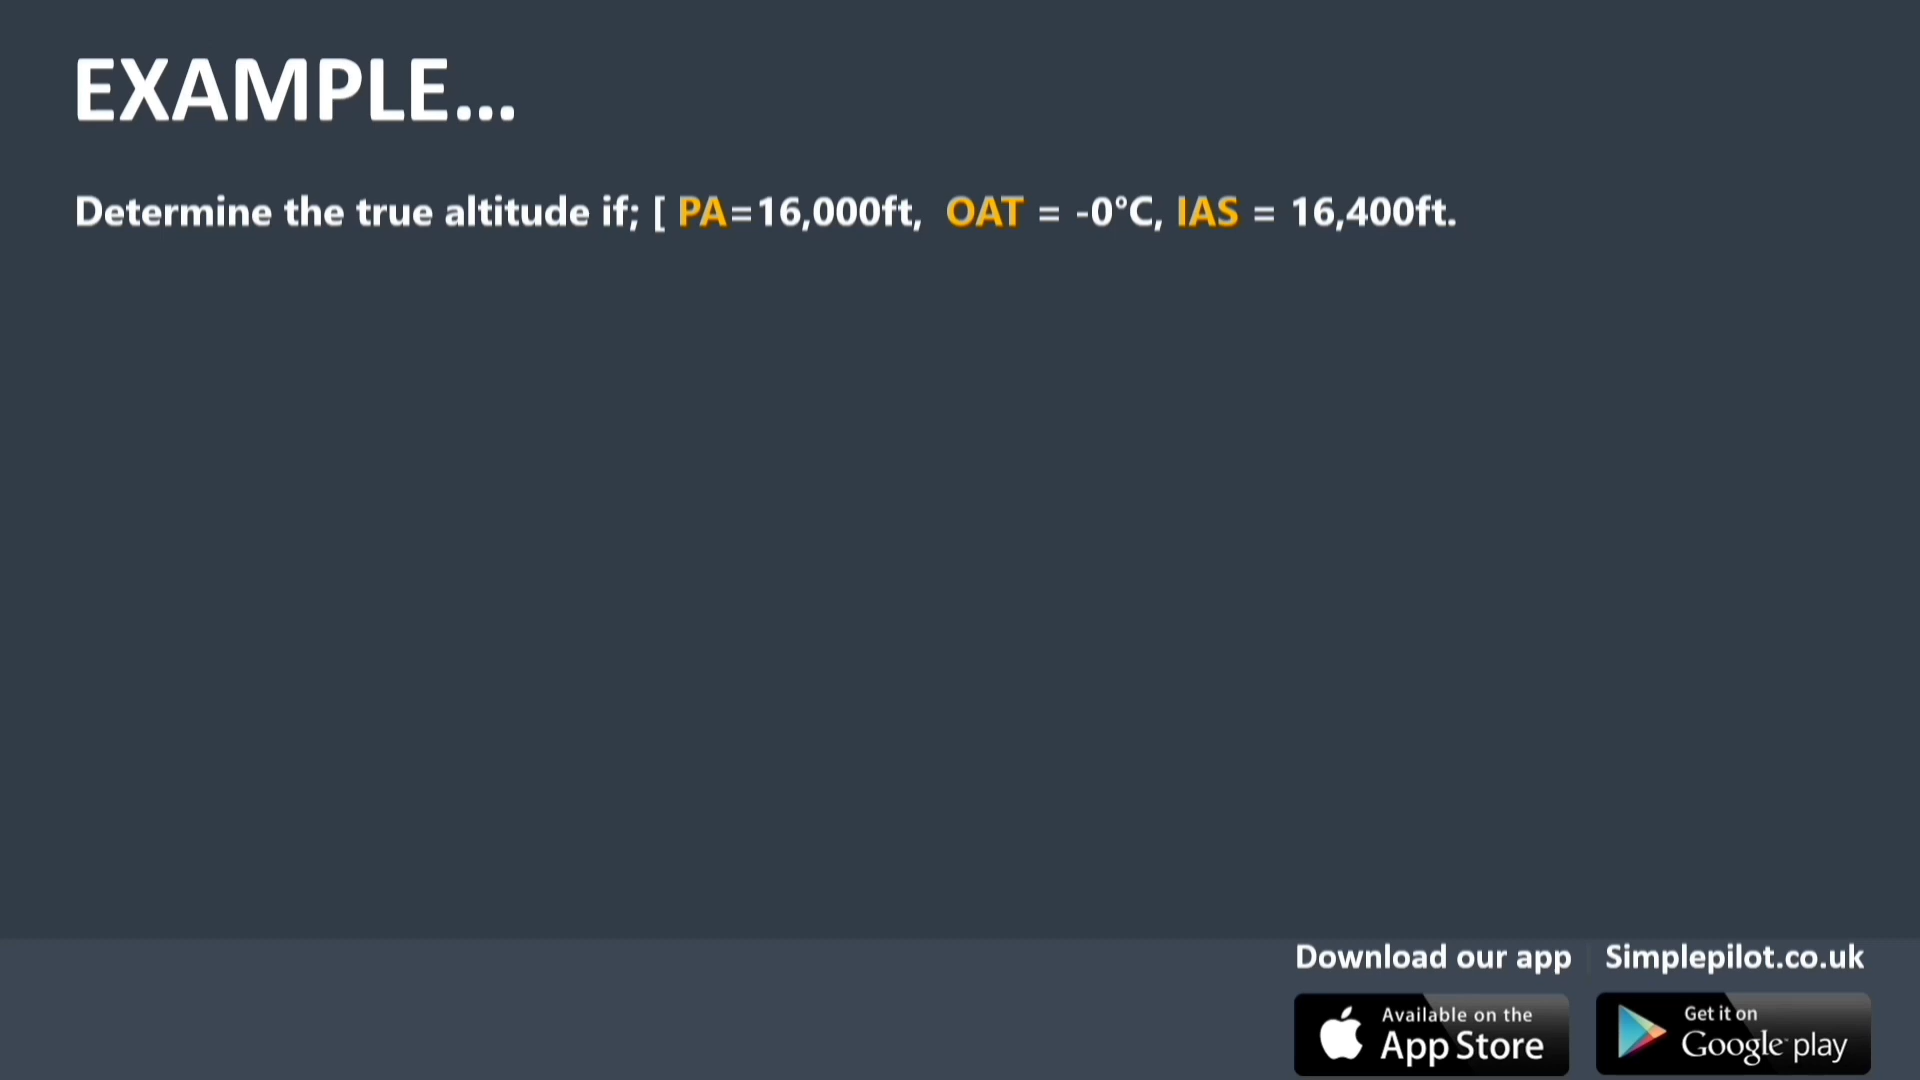 EXAMPLE...
Determine the true altitude if; [ PA=16,000ft, OAT = -0°C, IAS = 16,400ft.
Download our app Simplepilot.co.uk
Available on the App Store
Get it on Google play